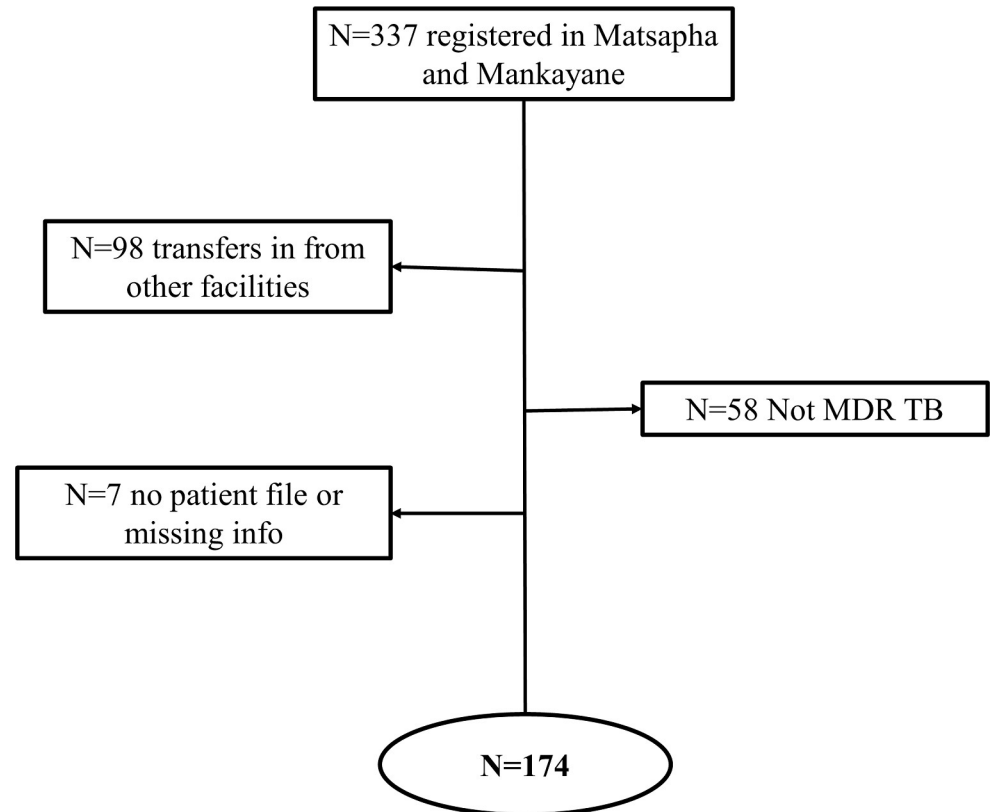 N=337 registered in Matsapha
and Mankayane
N=98 transfers in from
other facilities
N=58 Not MDR TB
N=7 no patient file or
missing info
N=174